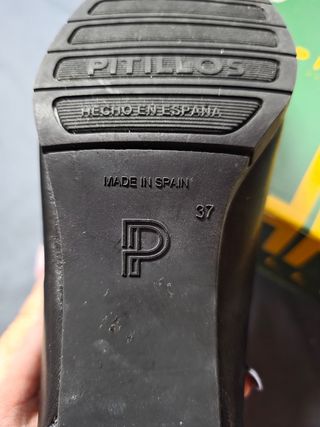 PITILLOS
HECHO EN ESPAÑA
MADE IN SPAIN
37
P